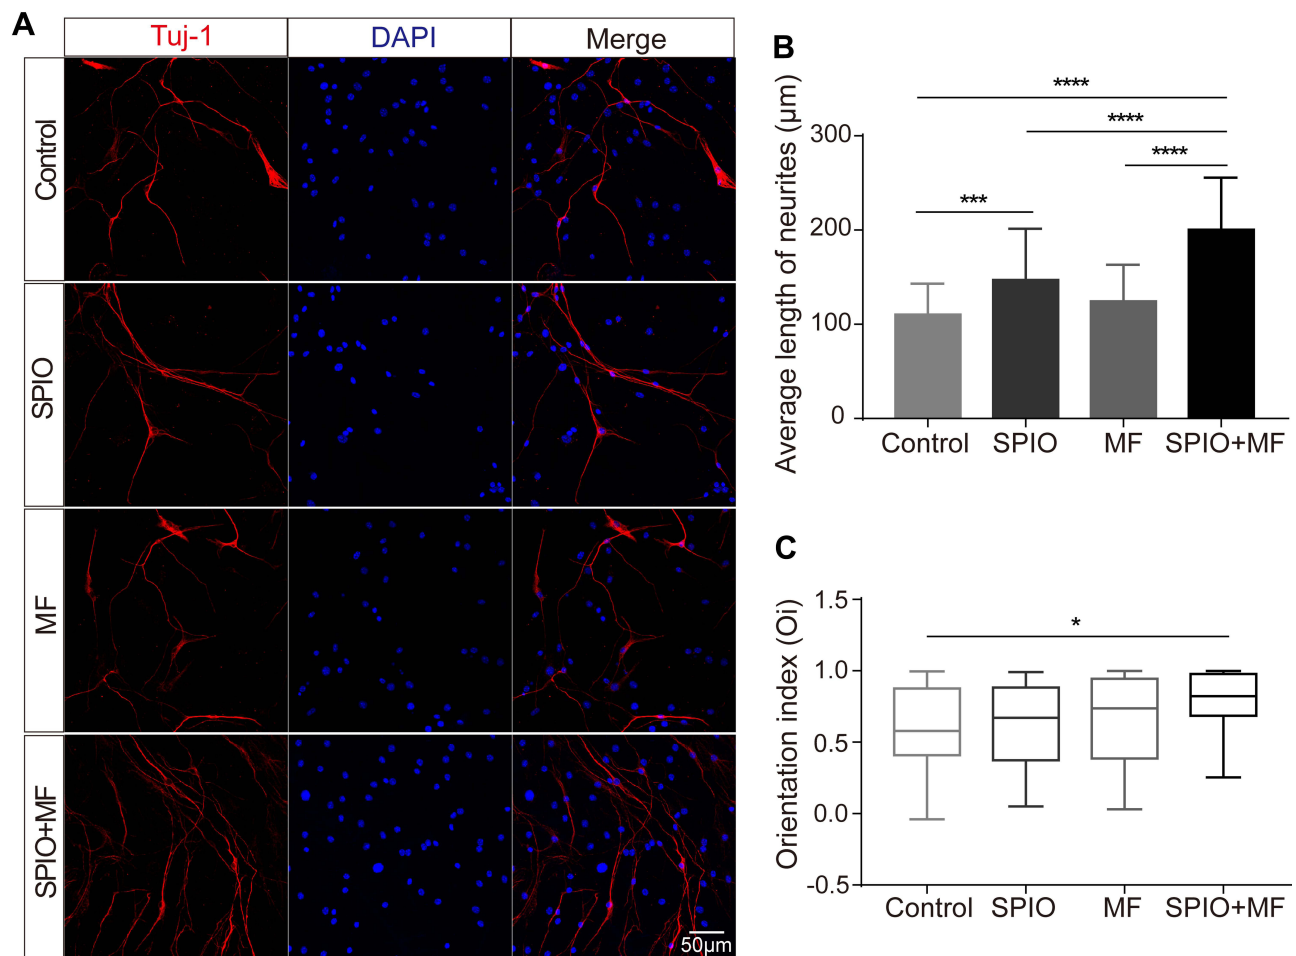 A
Tuj-1 DAPI Merge
Control
SPIO
MF
SPIO+MF
50µm
B
Average length of neurites (µm)
****
****
****
***
300
200
100
0
Control SPIO MF SPIO+MF
C
Orientation index (Oi)
*
1.5
1.0
0.5
0.0
-0.5
Control SPIO MF SPIO+MF